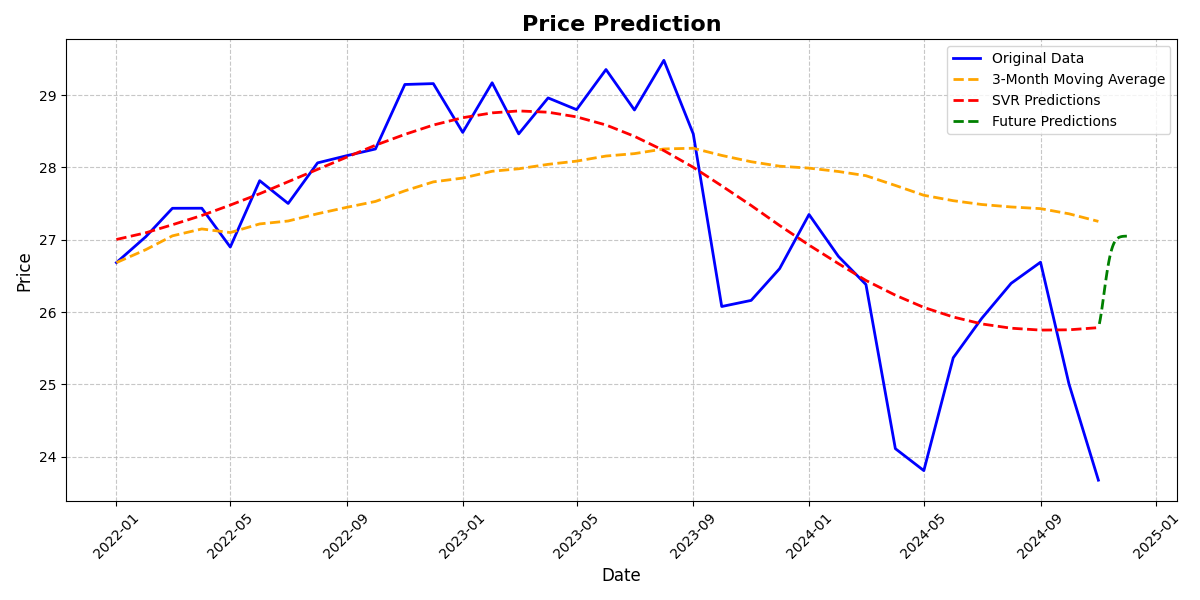 Price Prediction
Original Data
3-Month Moving Average
SVR Predictions
Future Predictions
Price
29
28
27
26
25
24
2022-01
2022-05
2022-09
2023-01
2023-05
2023-09
2024-01
2024-05
2024-09
2025-01
Date